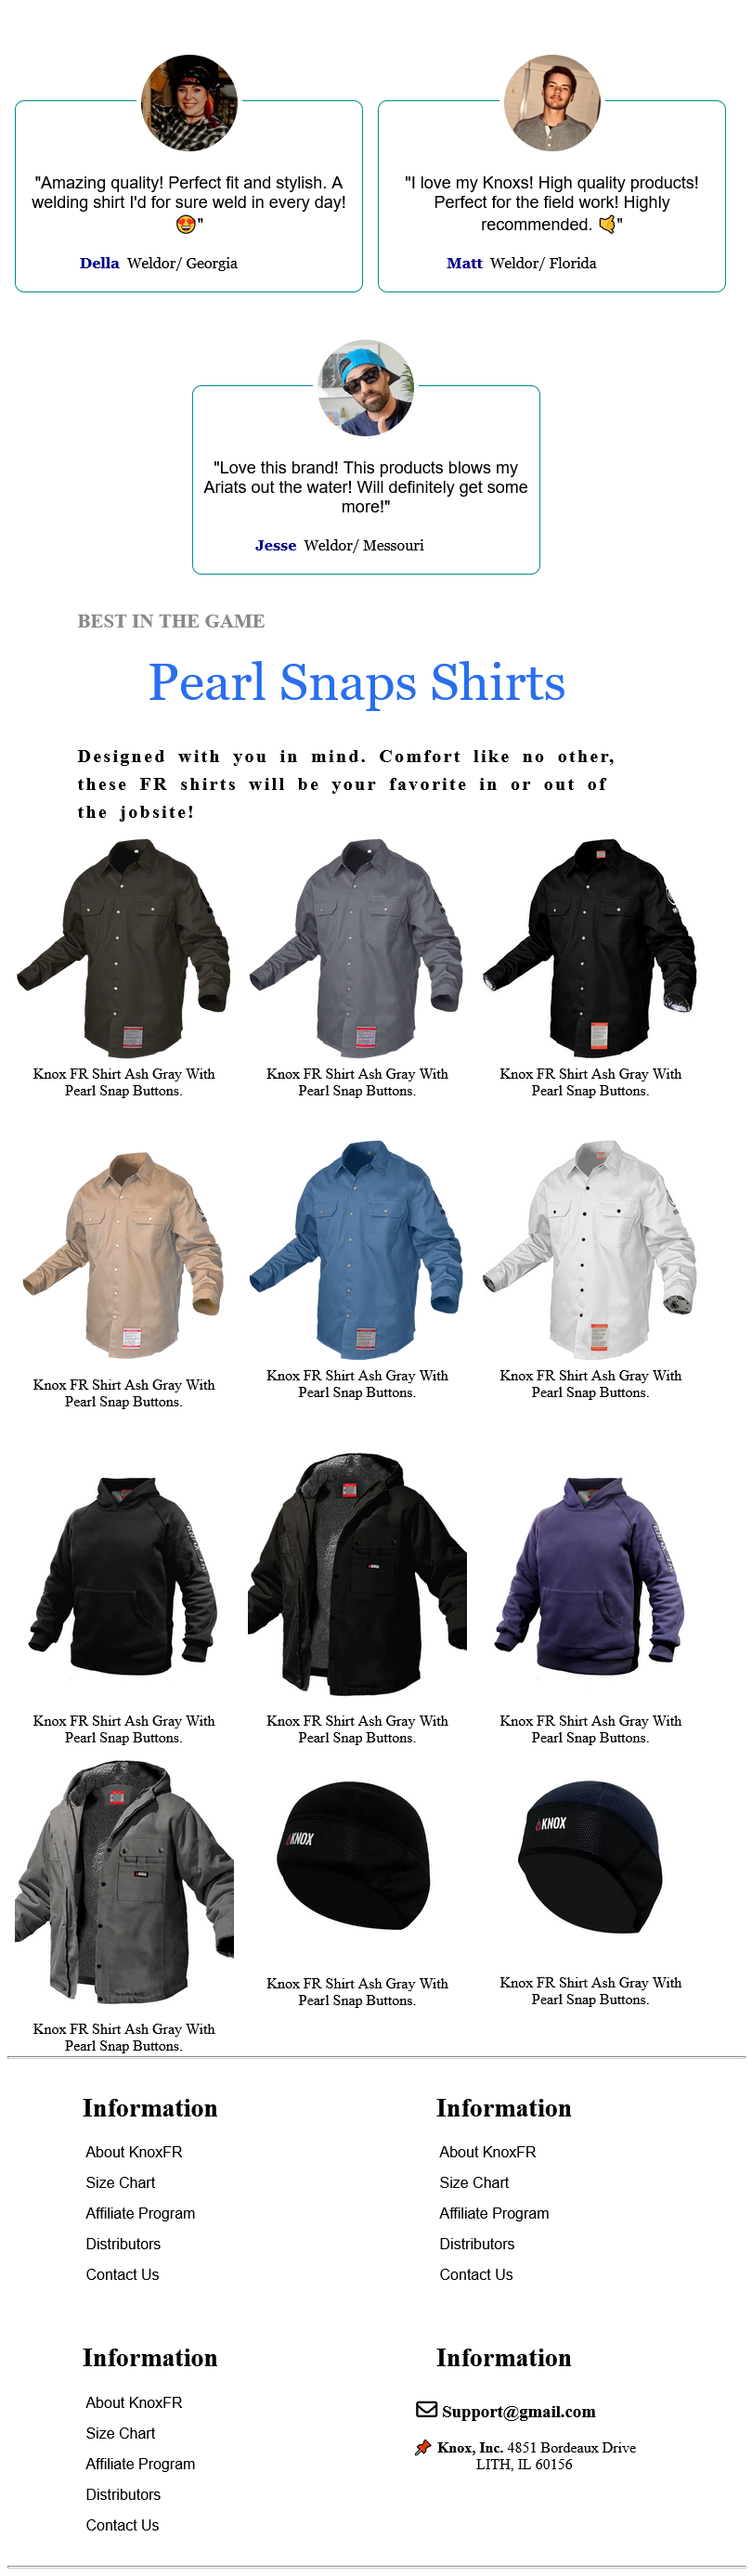 "Amazing quality! Perfect fit and stylish. A
welding shirt I'd for sure weld in every day!
😍"
Della Weldor/ Georgia
"I love my Knoxs! High quality products!
Perfect for the field work! Highly
recommended. 🤙"
Matt Weldor/ Florida
"Love this brand! This products blows my
Ariats out the water! Will definitely get some
more!"
Jesse Weldor/ Messouri
BEST IN THE GAME
Pearl Snaps Shirts
Designed with you in mind. Comfort like no other,
these FR shirts will be your favorite in or out of
the jobsite!
Knox FR Shirt Ash Gray With
Pearl Snap Buttons.
Knox FR Shirt Ash Gray With
Pearl Snap Buttons.
Knox FR Shirt Ash Gray With
Pearl Snap Buttons.
Knox FR Shirt Ash Gray With
Pearl Snap Buttons.
Knox FR Shirt Ash Gray With
Pearl Snap Buttons.
Knox FR Shirt Ash Gray With
Pearl Snap Buttons.
Knox FR Shirt Ash Gray With
Pearl Snap Buttons.
Knox FR Shirt Ash Gray With
Pearl Snap Buttons.
Knox FR Shirt Ash Gray With
Pearl Snap Buttons.
Knox FR Shirt Ash Gray With
Pearl Snap Buttons.
KNOX
Knox FR Shirt Ash Gray With
Pearl Snap Buttons.
KNOX
Knox FR Shirt Ash Gray With
Pearl Snap Buttons.
Information
About KnoxFR
Size Chart
Affiliate Program
Distributors
Contact Us
Information
About KnoxFR
Size Chart
Affiliate Program
Distributors
Contact Us
Information
About KnoxFR
Size Chart
Affiliate Program
Distributors
Contact Us
Information
Support@gmail.com
Knox, Inc. 4851 Bordeaux Drive
LITH, IL 60156